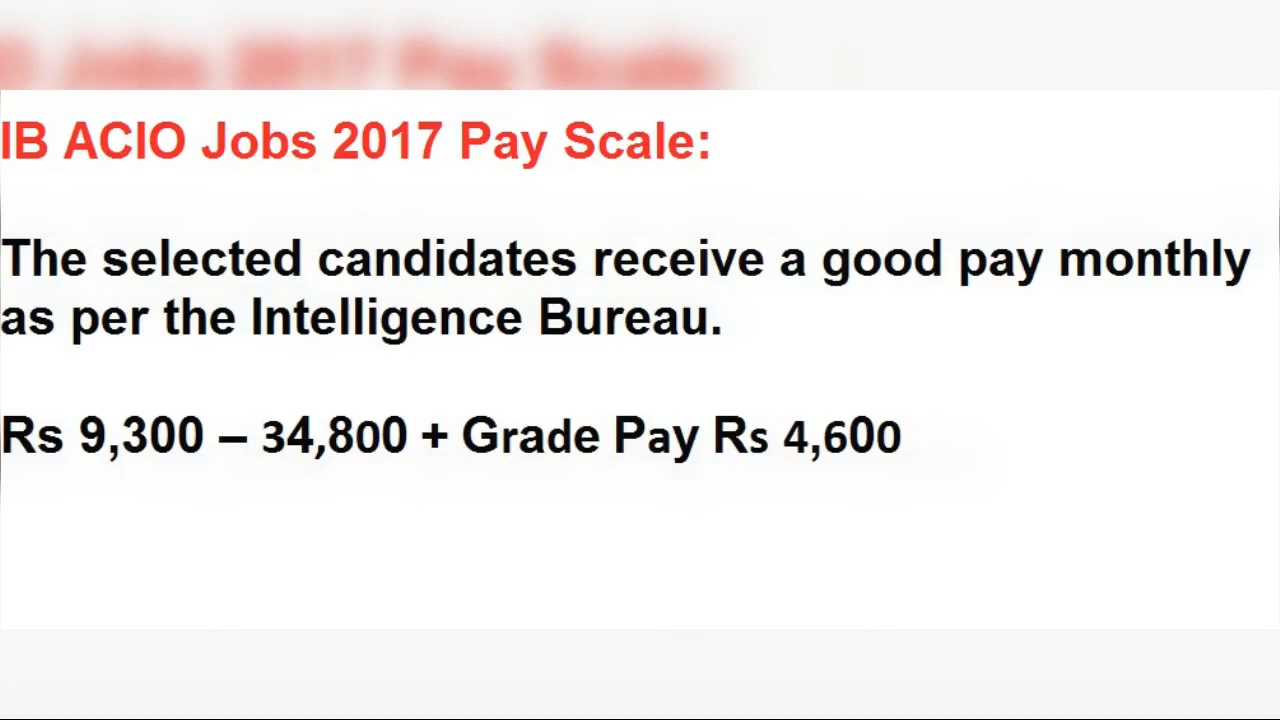 IB ACIO Jobs 2017 Pay Scale:
The selected candidates receive a good pay monthly
as per the Intelligence Bureau.
Rs 9,300 – 34,800 + Grade Pay Rs 4,600